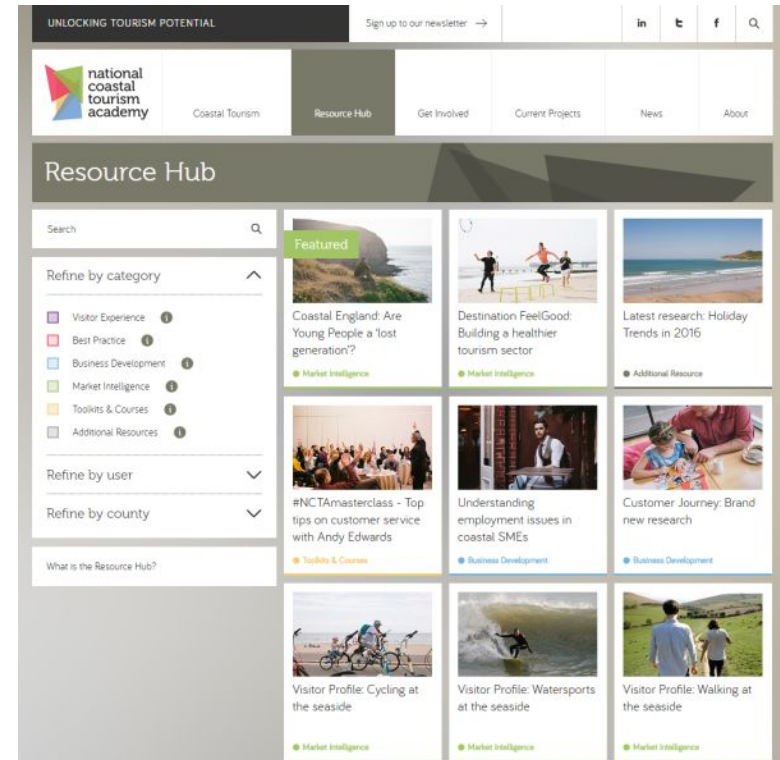 UNLOCKING TOURISM POTENTIAL
Sign up to our newsletter →
in
t
f
national
coastal
tourism
academy
Coastal Tourism
Resource Hub
Get Involved
Current Projects
News
About
Resource Hub
Search
Refine by category
Visitor Experience
Best Practice
Business Development
Market Intelligence
Toolkits & Courses
Additional Resources
Refine by user
Refine by county
What is the Resource Hub?
Featured
Coastal England: Are
Young People a 'lost
generation'?
Market Intelligence
Destination FeelGood:
Building a healthier
tourism sector
Market Intelligence
Latest research: Holiday
Trends in 2016
Additional Resource
#NCTAmasterclass - Top
tips on customer service
with Andy Edwards
Toolkits & Courses
Understanding
employment issues in
coastal SMEs
Business Development
Customer Journey: Brand
new research
Business Development
Visitor Profile: Cycling at
the seaside
Market Intelligence
Visitor Profile: Watersports
at the seaside
Market Intelligence
Visitor Profile: Walking at
the seaside
Market Intelligence